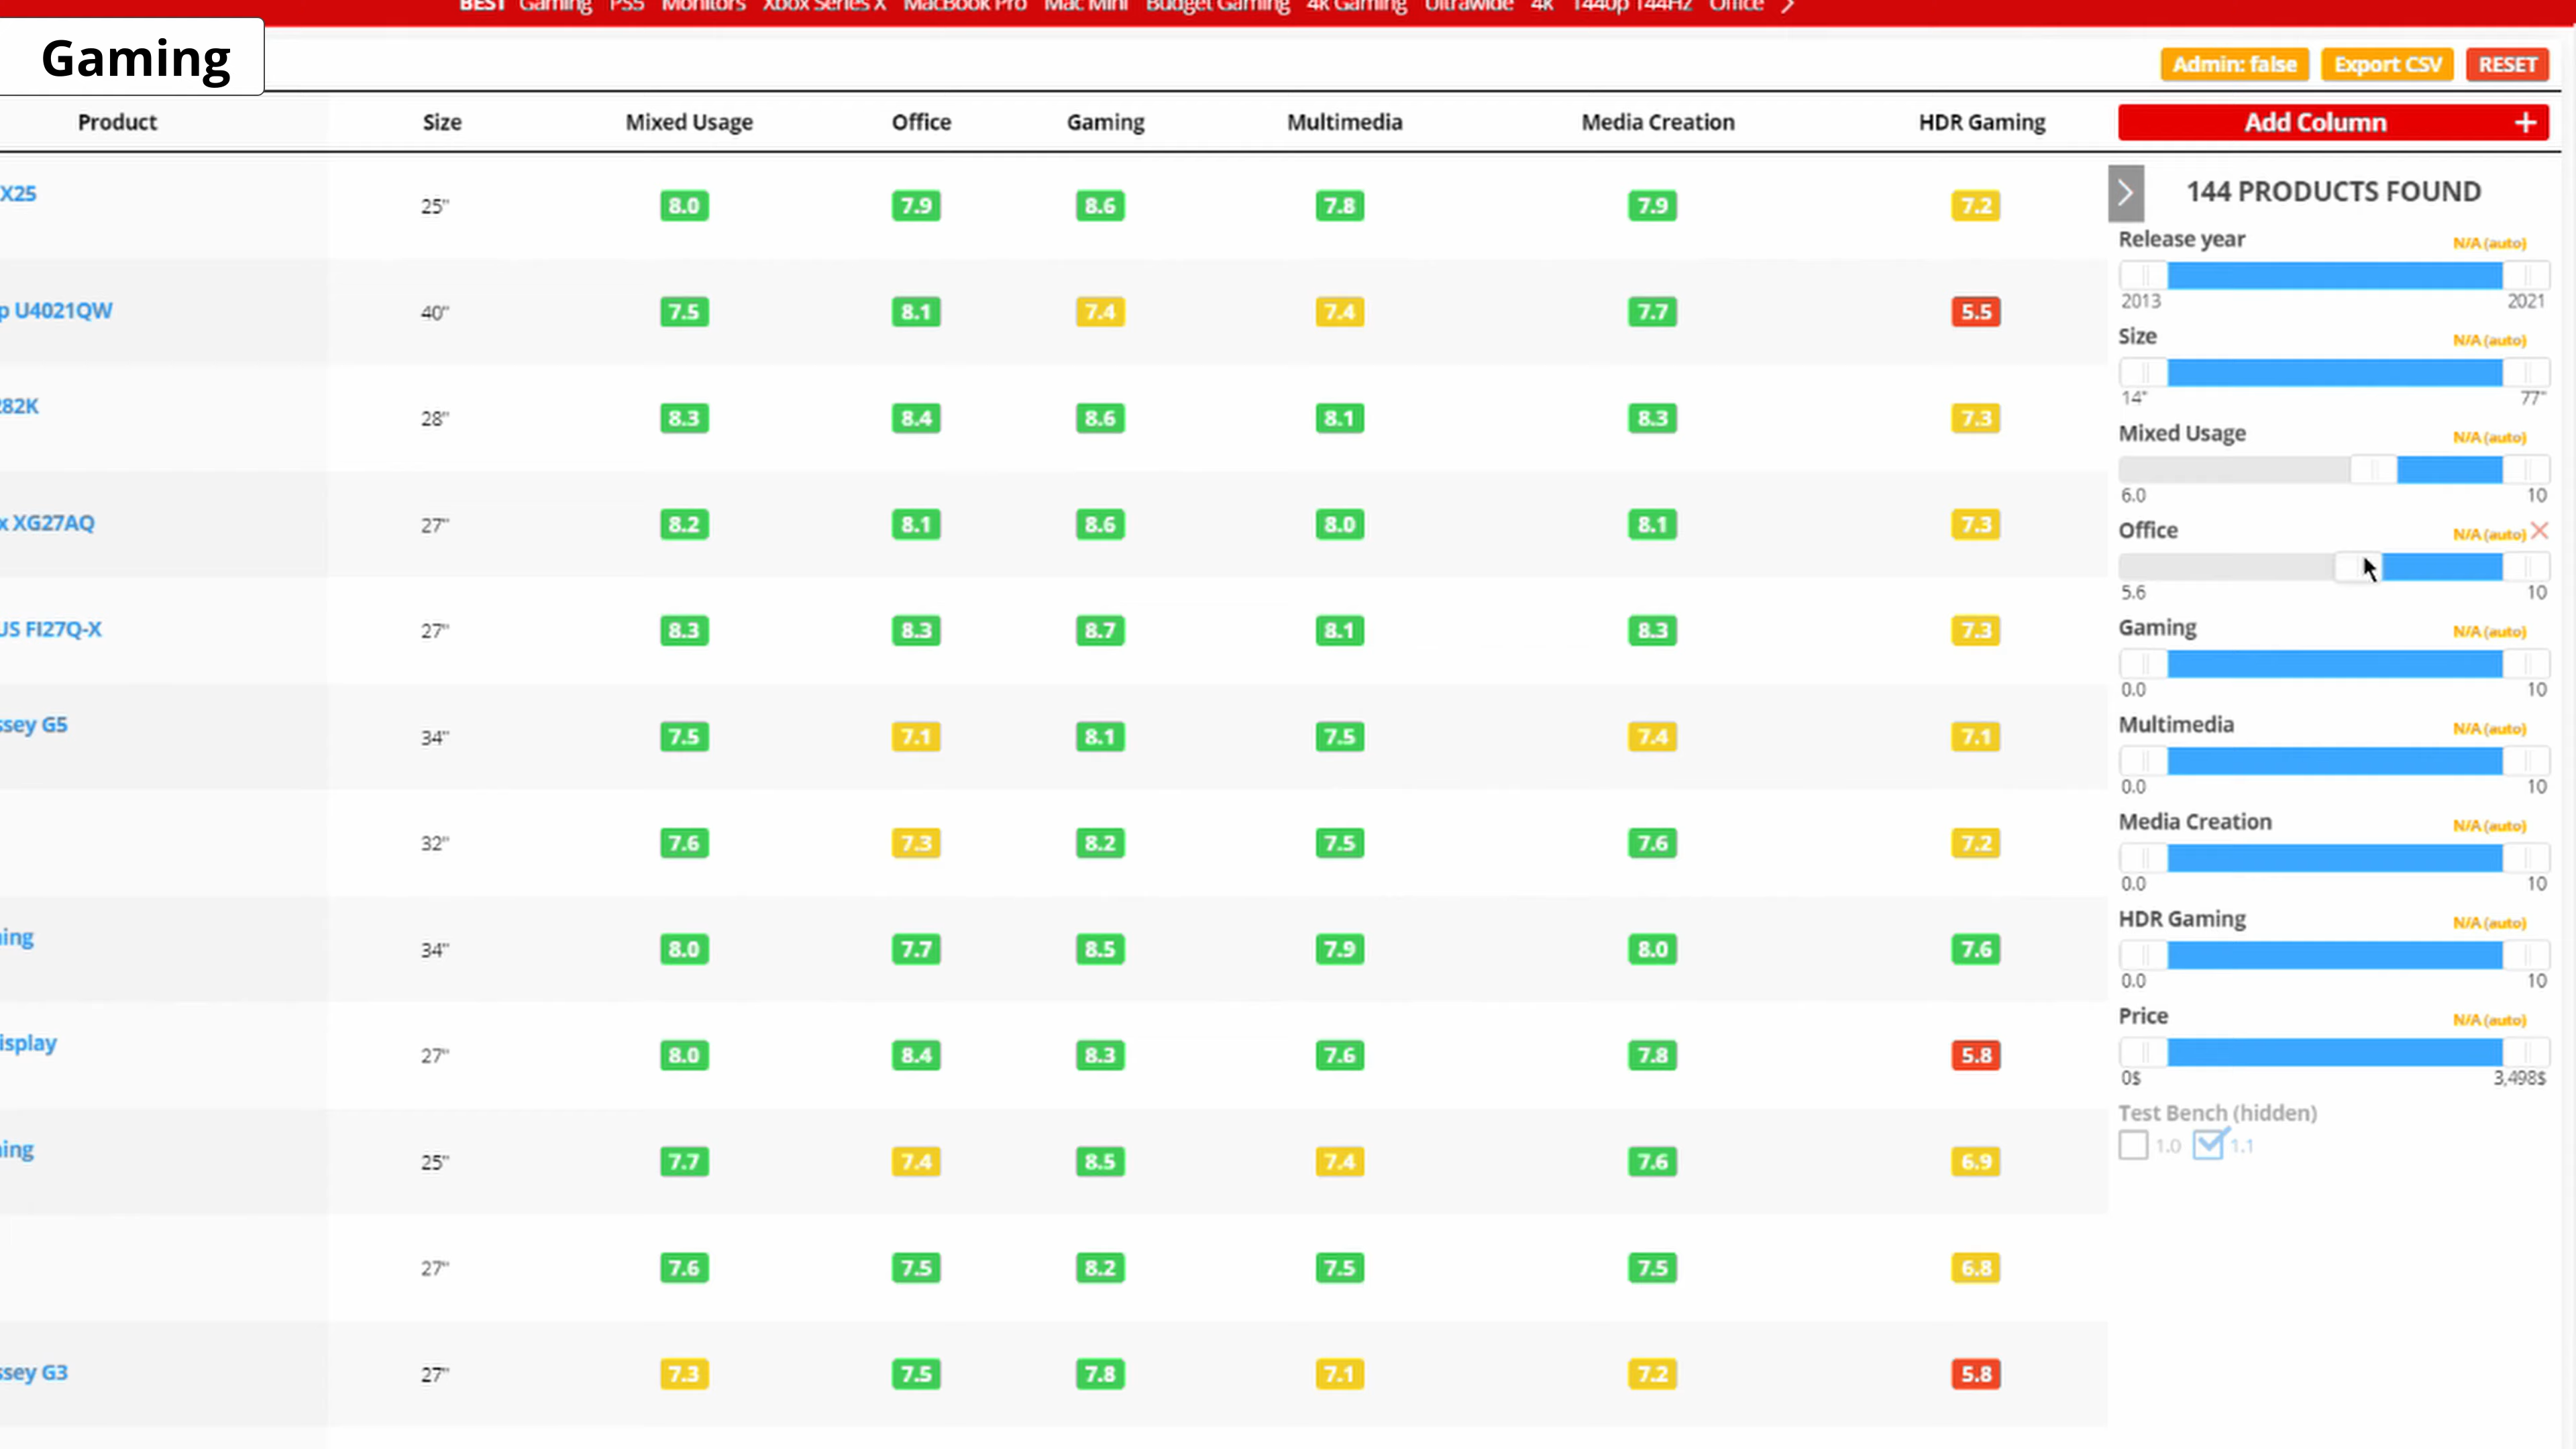 BEST Gaming PS5 Monitors Xbox Series X MacBook Pro Mac Mini Budget Gaming 4k Gaming Ultrawide 4k 1440p 144Hz Office
Gaming
Admin: false Export CSV RESET
Product Size Mixed Usage Office Gaming Multimedia Media Creation HDR Gaming Add Column +
X25 25" 8.0 7.9 8.6 7.8 7.9 7.2
p U4021QW 40" 7.5 8.1 7.4 7.4 7.7 5.5
282K 28" 8.3 8.4 8.6 8.1 8.3 7.3
x XG27AQ 27" 8.2 8.1 8.6 8.0 8.1 7.3
US FI27Q-X 27" 8.3 8.3 8.7 8.1 8.3 7.3
ssey G5 34" 7.5 7.1 8.1 7.5 7.4 7.1
32" 7.6 7.3 8.2 7.5 7.6 7.2
ing 34" 8.0 7.7 8.5 7.9 8.0 7.6
isplay 27" 8.0 8.4 8.3 7.6 7.8 5.8
ing 25" 7.7 7.4 8.5 7.4 7.6 6.9
27" 7.6 7.5 8.2 7.5 7.5 6.8
ssey G3 27" 7.3 7.5 7.8 7.1 7.2 5.8
144 PRODUCTS FOUND
Release year N/A (auto)
2013 2021
Size N/A (auto)
14" 77"
Mixed Usage N/A (auto)
6.0 10
Office N/A (auto)
5.6 10
Gaming N/A (auto)
0.0 10
Multimedia N/A (auto)
0.0 10
Media Creation N/A (auto)
0.0 10
HDR Gaming N/A (auto)
0.0 10
Price N/A (auto)
0$ 3,498$
Test Bench (hidden)
1.0 1.1